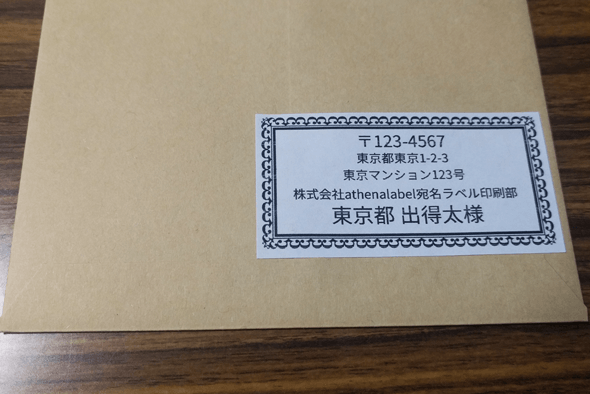 〒123-4567
東京都東京1-2-3
東京マンション123号
株式会社athenalabel宛名ラベル印刷部
東京都 出得太様